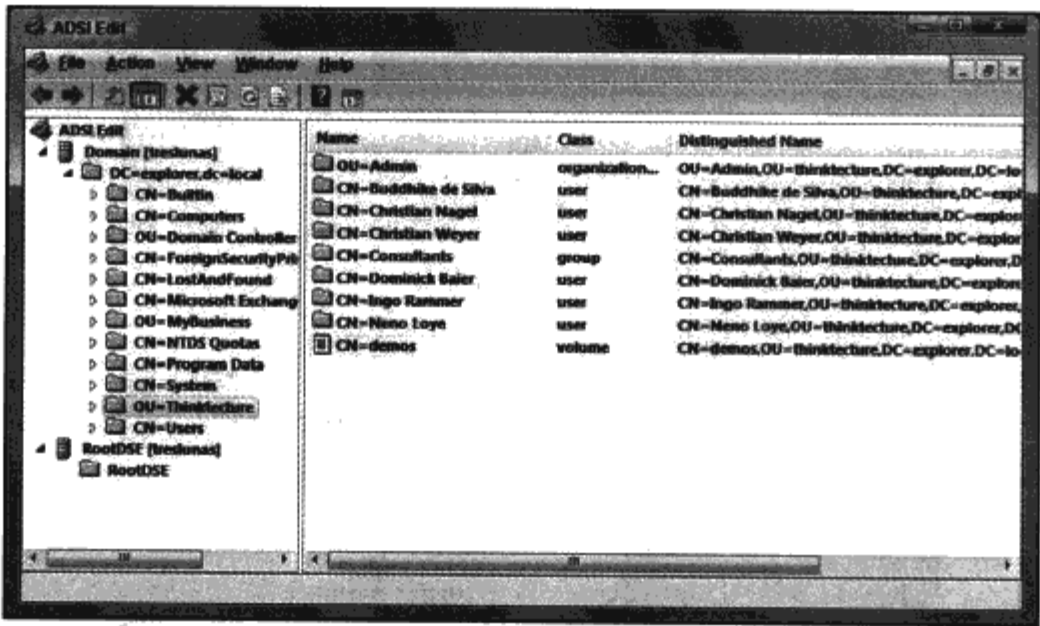 ADSI Edit
File Action View Window Help
ADSI Edit
Domain [treslunas]
DC=explorer,dc=local
CN=Builtin
CN=Computers
OU=Domain Controller
CN=ForeignSecurityPri
CN=LostAndFound
CN=Microsoft Exchang
OU=MyBusiness
CN=NTDS Quotas
CN=Program Data
CN=System
OU=Thinktecture
CN=Users
RootDSE [treslunas]
RootDSE
Name Class Distinguished Name
OU=Admin organization... OU=Admin,OU=thinktecture,DC=explorer,DC=lo
CN=Buddhike de Silva user CN=Buddhike de Silva,OU=thinktecture,DC=expl
CN=Christian Nagel user CN=Christian Nagel,OU=thinktecture,DC=explor
CN=Christian Weyer user CN=Christian Weyer,OU=thinktecture,DC=explor
CN=Consultants group CN=Consultants,OU=thinktecture,DC=explorer,D
CN=Dominick Baier user CN=Dominick Baier,OU=thinktecture,DC=explore
CN=Ingo Rammer user CN=Ingo Rammer,OU=thinktecture,DC=explorer,
CN=Neno Loye user CN=Neno Loye,OU=thinktecture,DC=explorer,DC
CN=demos volume CN=demos,OU=thinktecture,DC=explorer,DC=lo